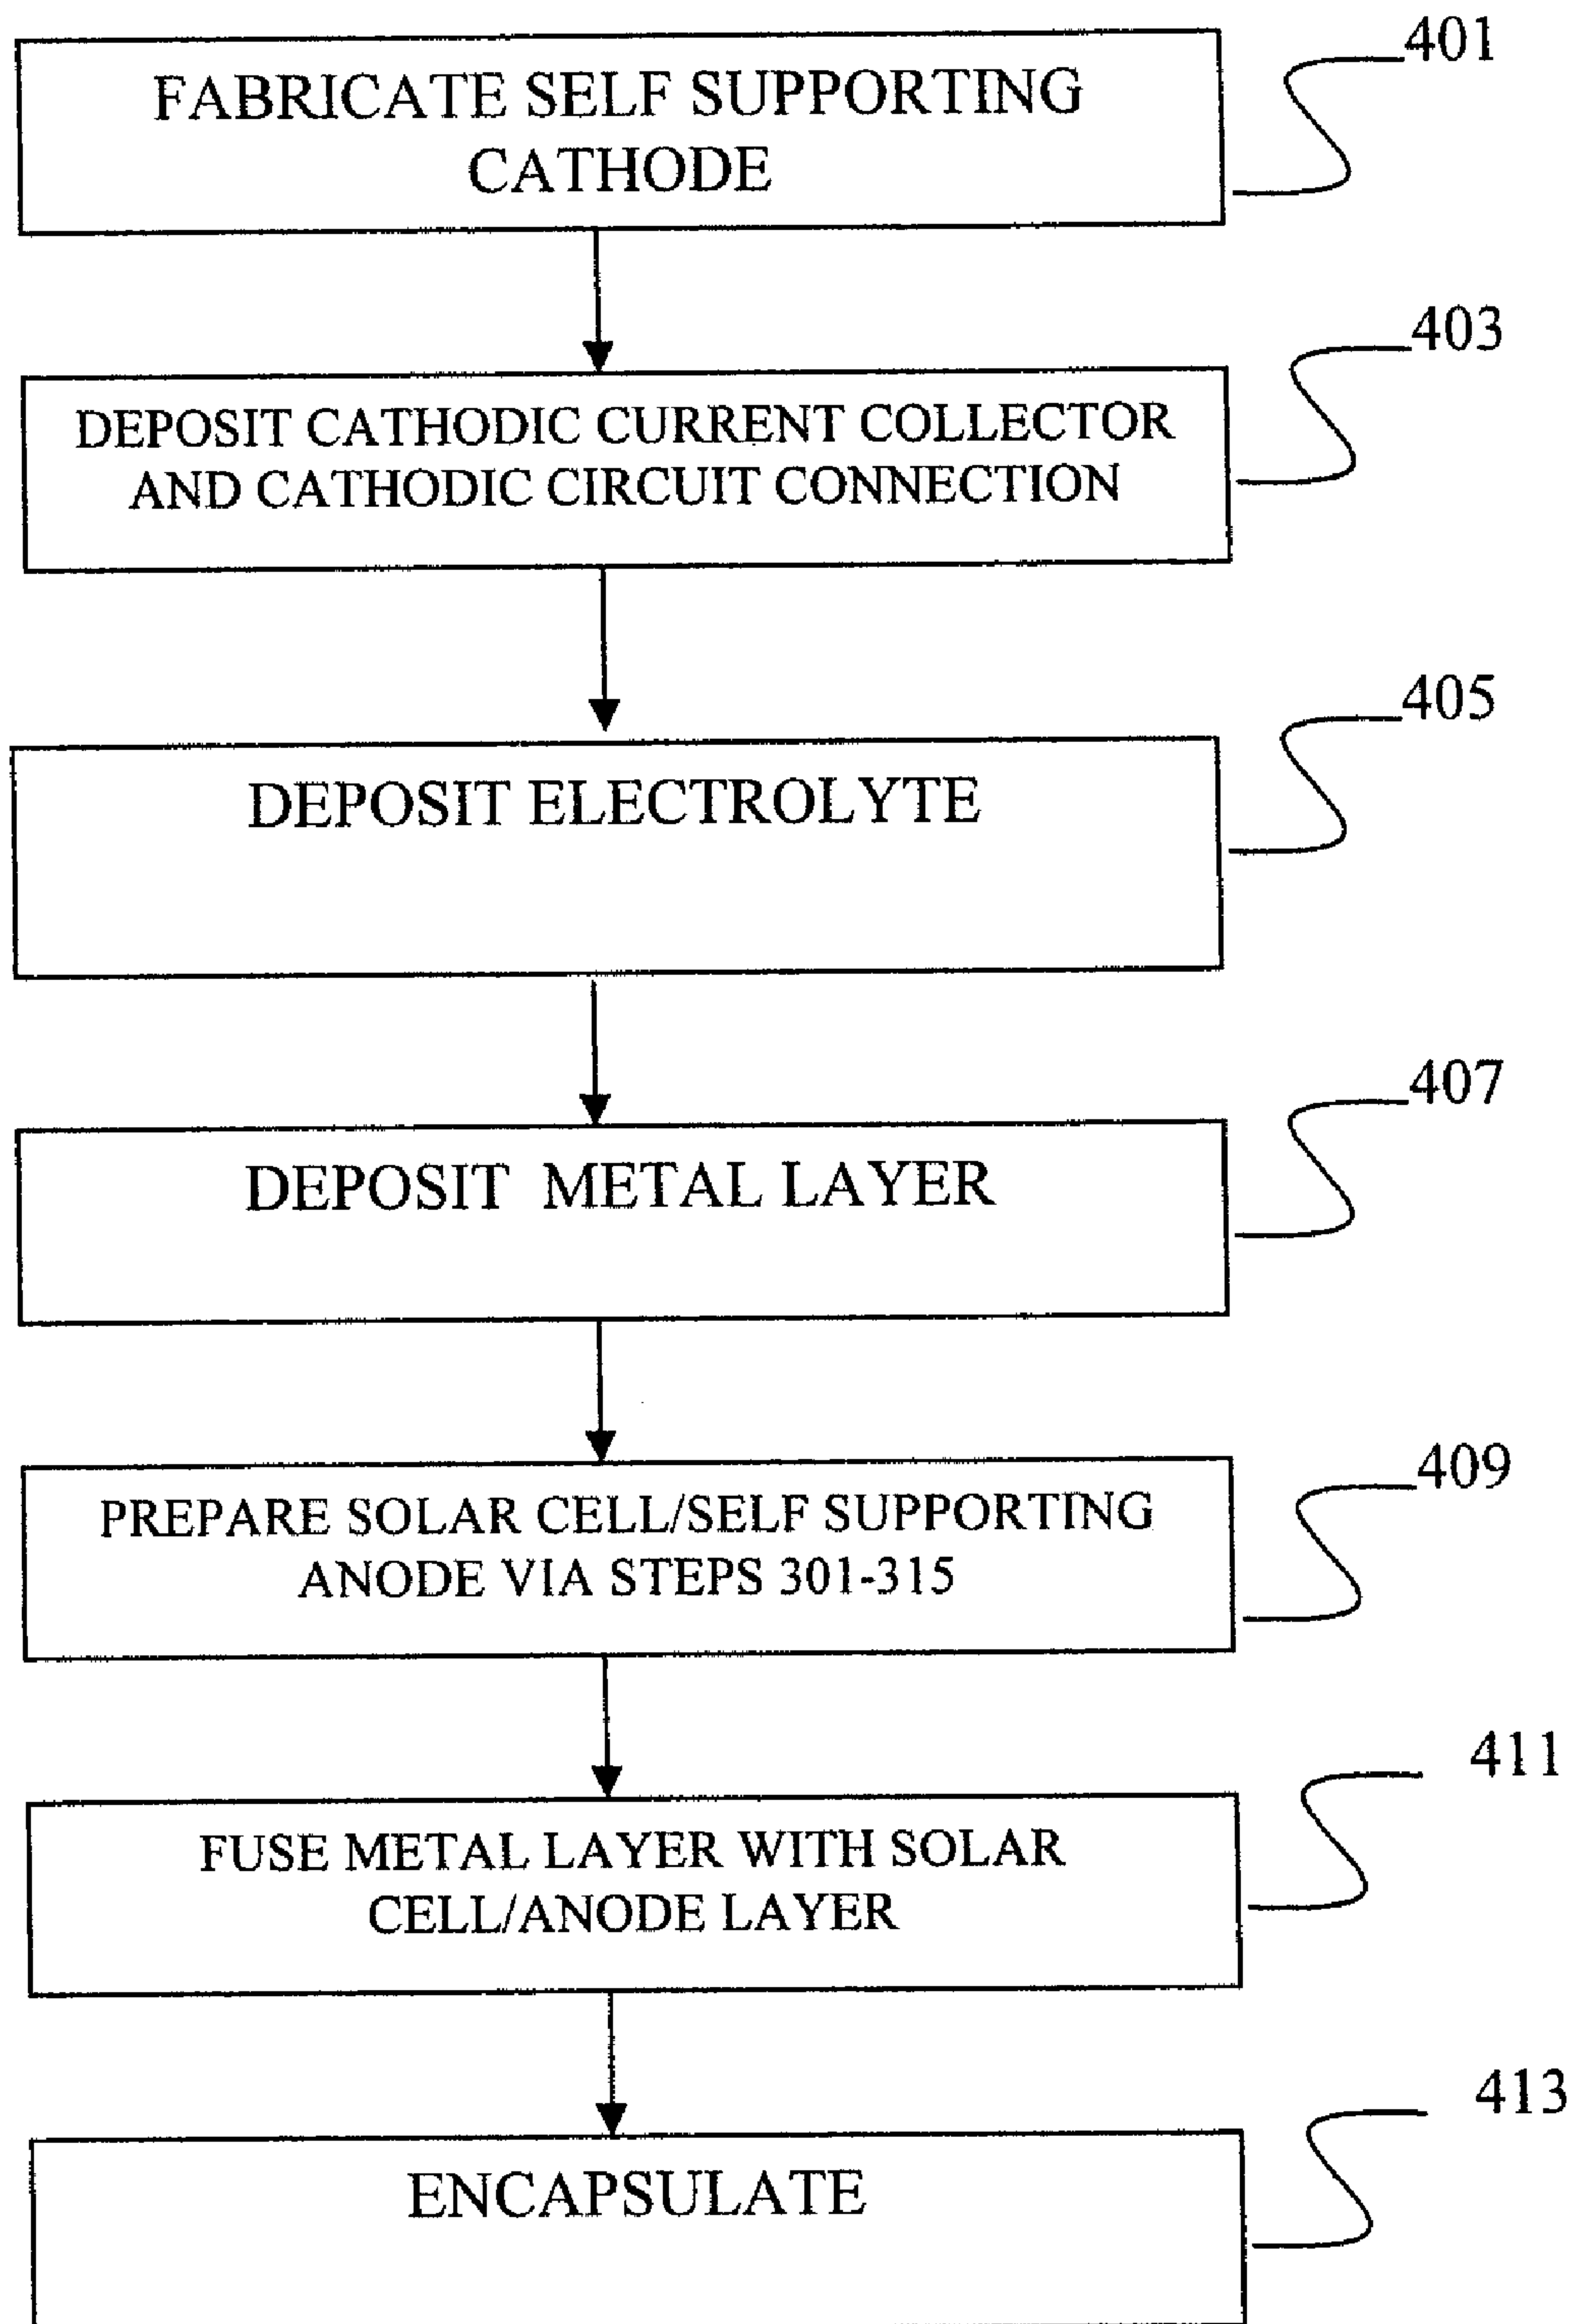 401
FABRICATE SELF SUPPORTING
CATHODE
403
DEPOSIT CATHODIC CURRENT COLLECTOR
AND CATHODIC CIRCUIT CONNECTION
405
DEPOSIT ELECTROLYTE
407
DEPOSIT METAL LAYER
409
PREPARE SOLAR CELL/SELF SUPPORTING
ANODE VIA STEPS 301-315
411
FUSE METAL LAYER WITH SOLAR
CELL/ANODE LAYER
413
ENCAPSULATE